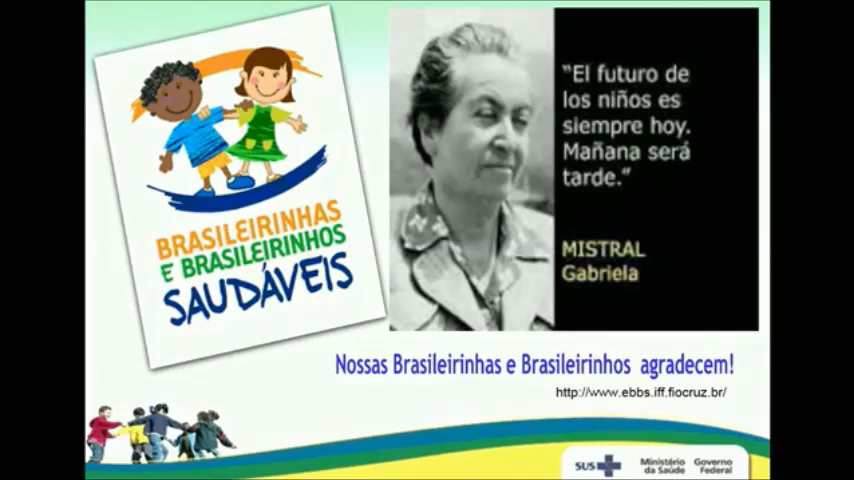 BRASILEIRINHAS
E BRASILEIRINHOS
SAUDÁVEIS
“El futuro de
los niños es
siempre hoy.
Mañana será
tarde.”
MISTRAL
Gabriela
Nossas Brasileirinhas e Brasileirinhos agradecem!
http://www.ebbs.iff.fiocruz.br/
SUS
Ministério
da Saúde
Governo
Federal